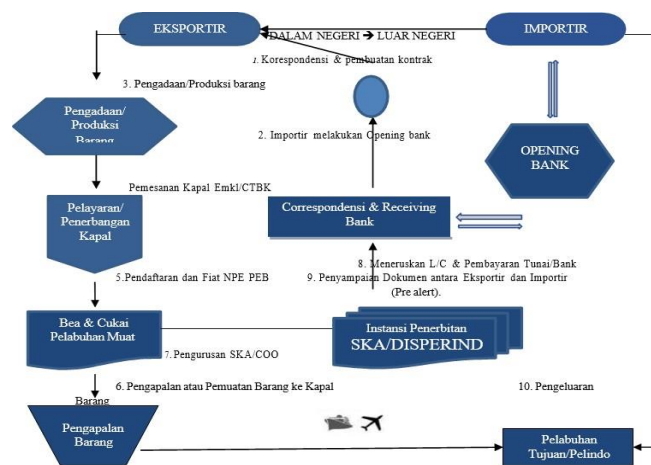 EKSPORTIR
DALAM NEGERI → LUAR NEGERI
IMPORTIR
1. Korespondensi & pembuatan kontrak
3. Pengadaan/Produksi barang
Pengadaan/
Produksi
Barang
2. Importir melakukan Opening bank
OPENING
BANK
Pemesanan Kapal Emkl/CTBK
Pelayaran/
Penerbangan
Kapal
Correspondensi & Receiving
Bank
8. Meneruskan L/C & Pembayaran Tunai/Bank
9. Penyampaian Dokumen antara Eksportir dan Importir
(Pre alert).
5.Pendaftaran dan Fiat NPE PEB
Bea & Cukai
Pelabuhan Muat
Instansi Penerbitan
SKA/DISPERIND
7. Pengurusan SKA/COO
6. Pengapalan atau Pemuatan Barang ke Kapal
10. Pengeluaran
Barang
Pengapalan
Barang
Pelabuhan
Tujuan/Pelindo